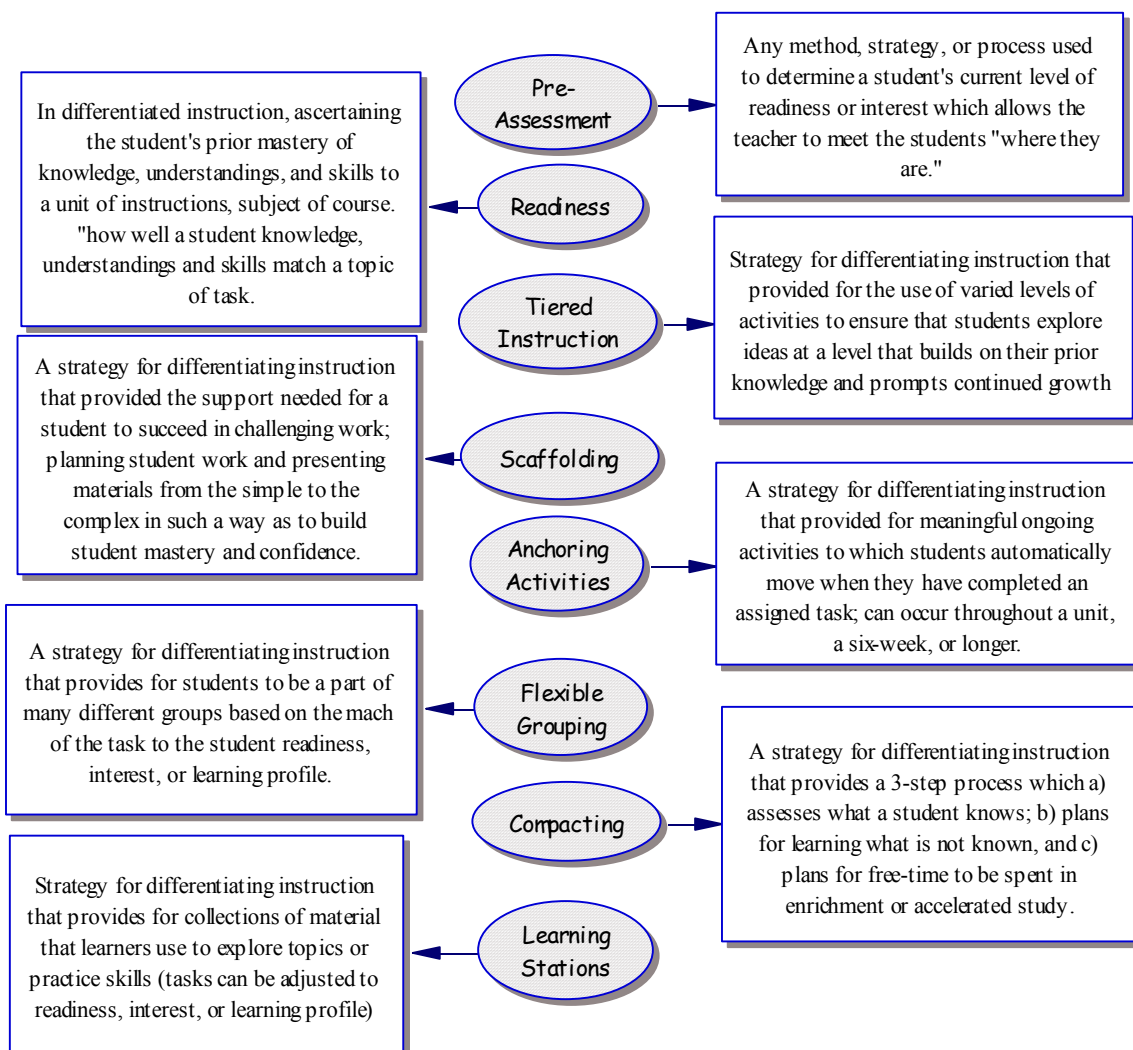 Pre-
Assessment
Any method, strategy, or process used
to determine a student's current level of
readiness or interest which allows the
teacher to meet the students "where they
are."
Readiness
In differentiated instruction, ascertaining
the student's prior mastery of
knowledge, understandings, and skills to
a unit of instructions, subject of course.
"how well a student knowledge,
understandings and skills match a topic
of task.
Tiered
Instruction
Strategy for differentiating instruction that
provided for the use of varied levels of
activities to ensure that students explore
ideas at a level that builds on their prior
knowledge and prompts continued growth
Scaffolding
A strategy for differentiating instruction
that provided the support needed for a
student to succeed in challenging work;
planning student work and presenting
materials from the simple to the
complex in such a way as to build
student mastery and confidence.
Anchoring
Activities
A strategy for differentiating instruction
that provided for meaningful ongoing
activities to which students automatically
move when they have completed an
assigned task; can occur throughout a unit,
a six-week, or longer.
Flexible
Grouping
A strategy for differentiating instruction
that provides for students to be a part of
many different groups based on the mach
of the task to the student readiness,
interest, or learning profile.
Compacting
A strategy for differentiating instruction
that provides a 3-step process which a)
assesses what a student knows; b) plans
for learning what is not known, and c)
plans for free-time to be spent in
enrichment or accelerated study.
Learning
Stations
Strategy for differentiating instruction
that provides for collections of material
that learners use to explore topics or
practice skills (tasks can be adjusted to
readiness, interest, or learning profile)